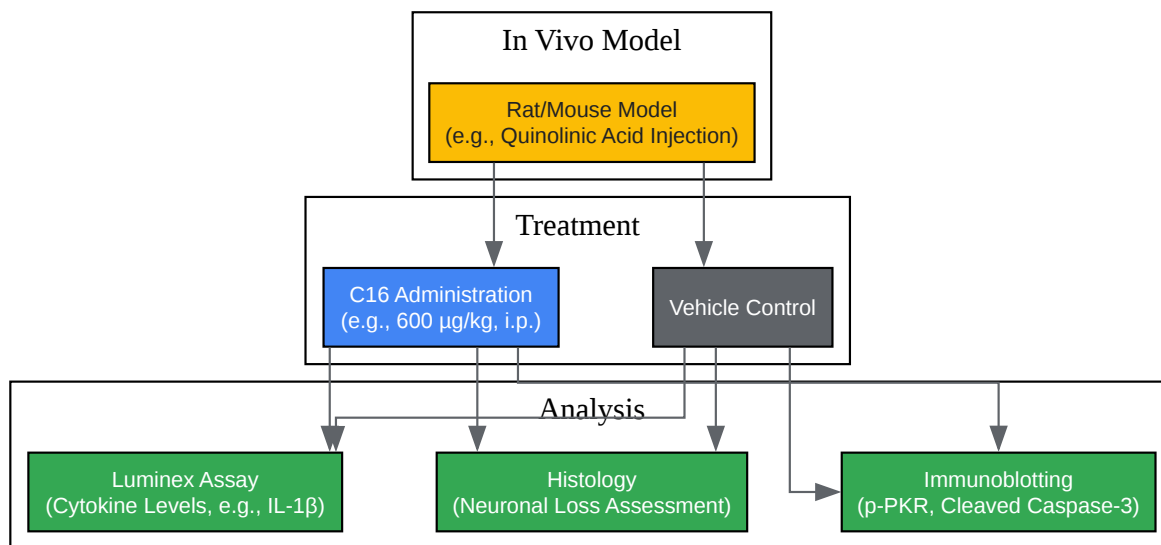 In Vivo Model
Rat/Mouse Model
(e.g., Quinolinic Acid Injection)
Treatment
C16 Administration
(e.g., 600 µg/kg, i.p.)
Vehicle Control
Analysis
Luminex Assay
(Cytokine Levels, e.g., IL-1β)
Histology
(Neuronal Loss Assessment)
Immunoblotting
(p-PKR, Cleaved Caspase-3)